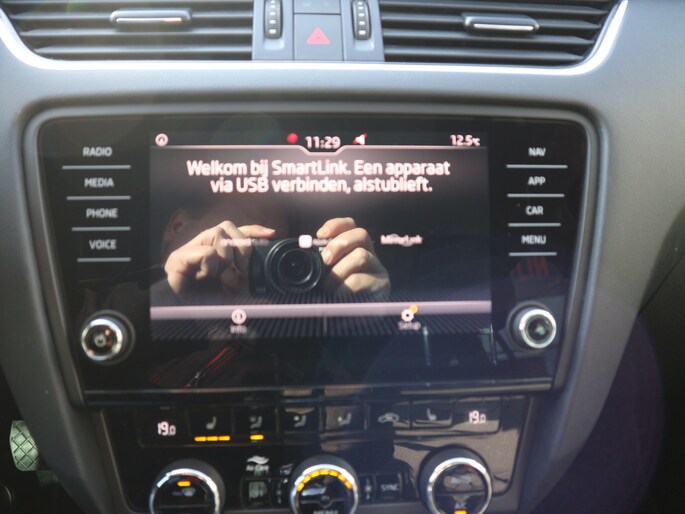 11:29
12.5°C
RADIO
MEDIA
PHONE
VOICE
Welkom bij SmartLink. Een apparaat
via USB verbinden, alstublieft.
MirrorLink
Info
Setup
NAV
APP
CAR
MENU
19.0
19.0
SYNC